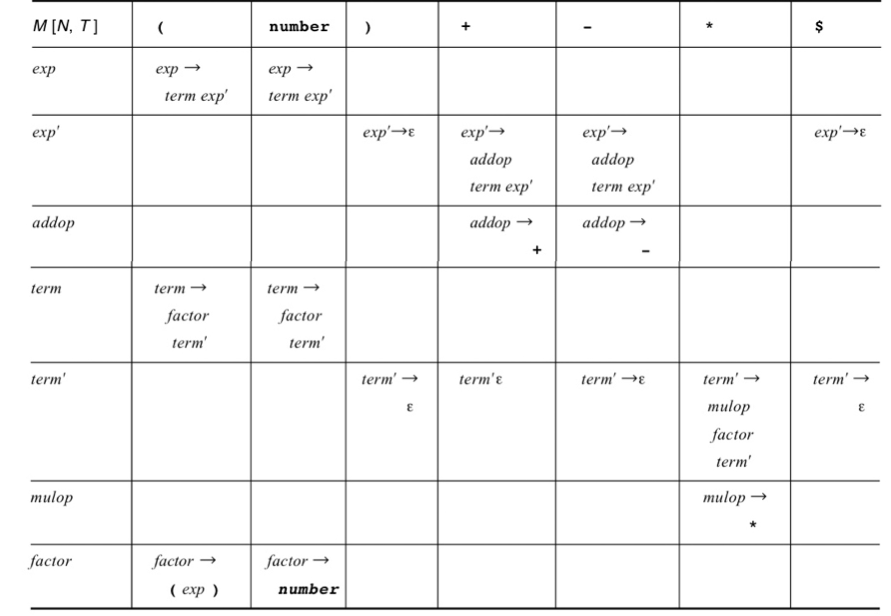 M [N, T] ( number ) + - * $
exp exp → exp →
term exp′ term exp′
exp′ exp′→ε exp′→ exp′→ exp′→ε
addop addop
term exp′ term exp′
addop addop → addop →
+ -
term term → term →
factor factor
term′ term′
term′ term′ → term′ε term′ →ε term′ → term′ →
ε mulop ε
factor
term′
mulop mulop →
*
factor factor → factor →
( exp ) number